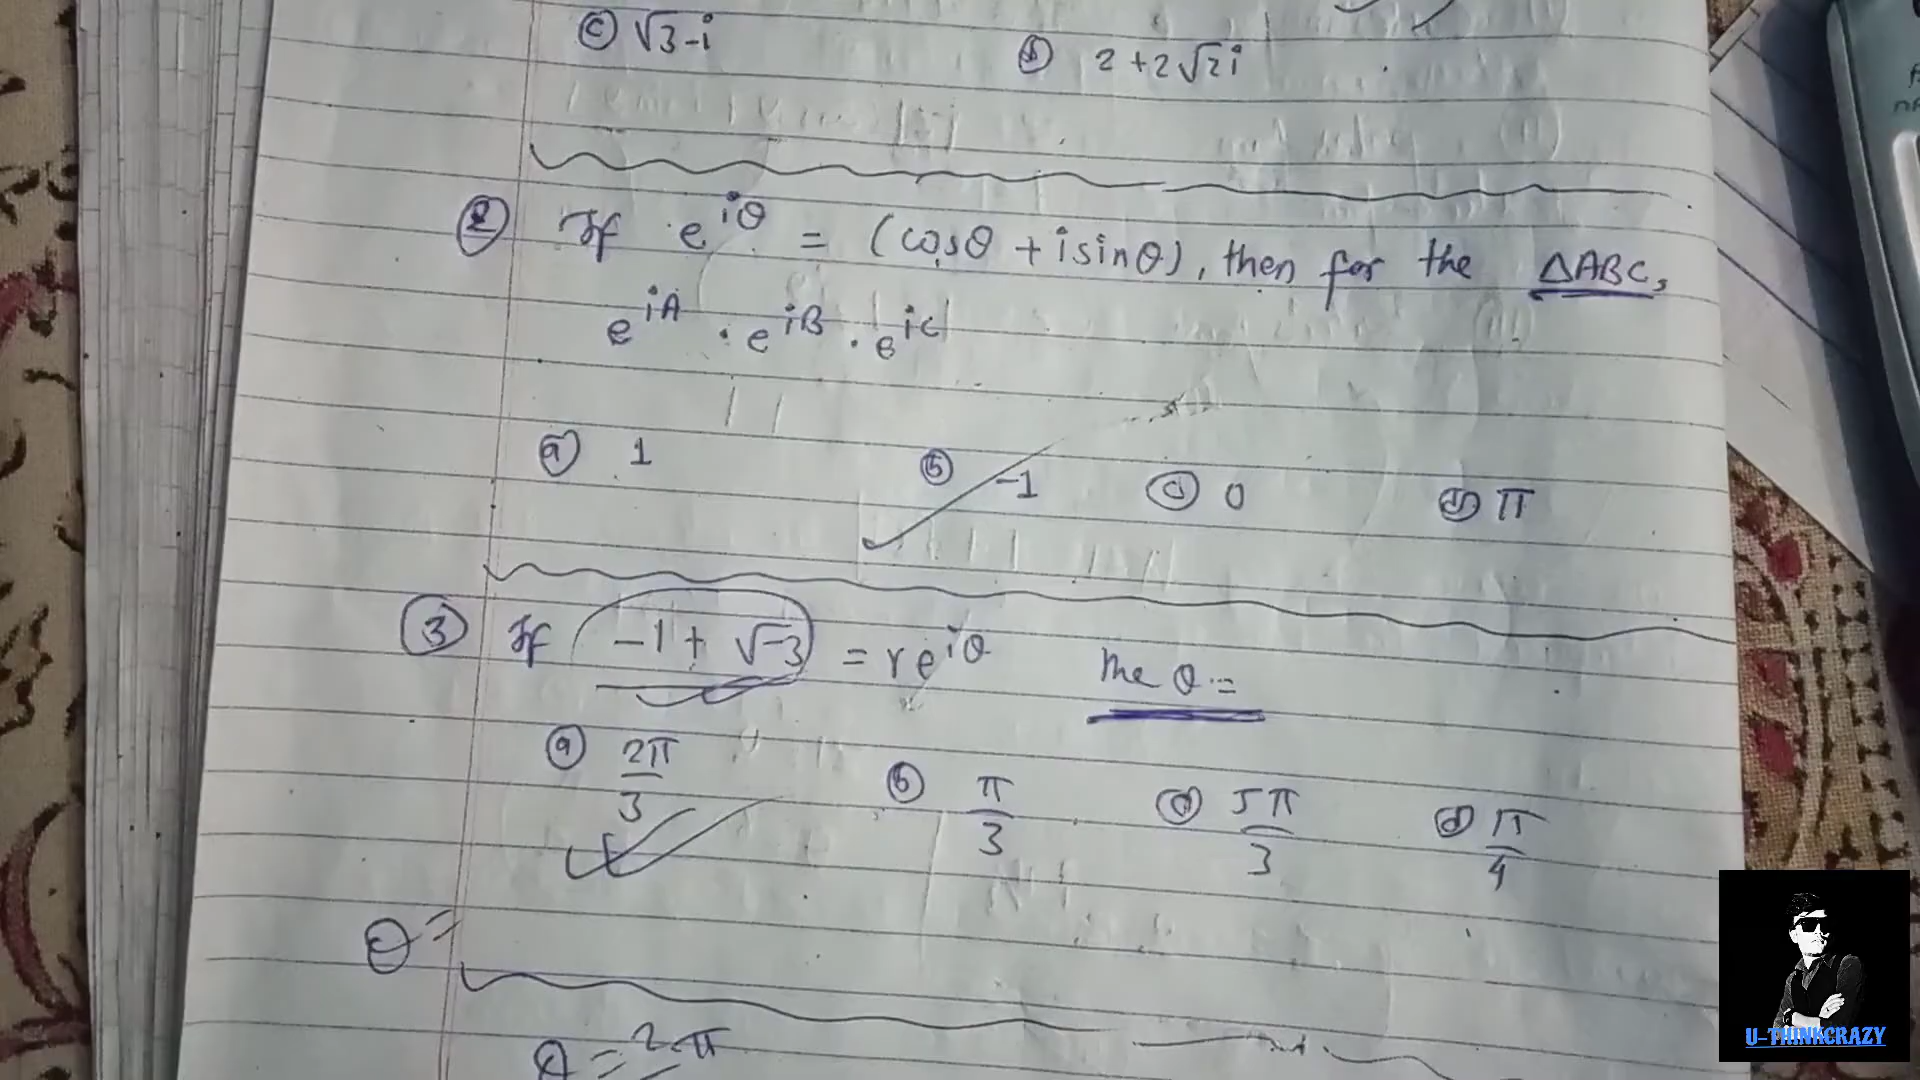 ⓒ √3-i ⓓ 2+2√2i
② If e^iθ = (cosθ + isinθ), then for the ΔABC,
e^iA . e^iB . e^iC
ⓐ 1 ⓑ -1 ⓒ 0 ⓓ π
③ If -1+√-3 = re^iθ the θ =
ⓐ 2π/3 ⓑ π/3 ⓒ 5π/3 ⓓ π/4
θ =
θ = 2π
U-THINKCRAZY